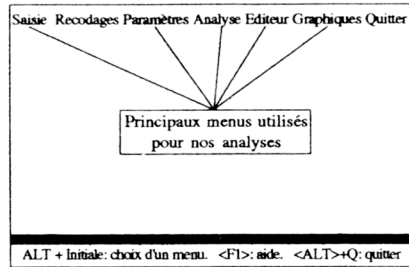 Saisie Recodages Paramètres Analyse Editeur Graphiques Quitter
Principaux menus utilisés
pour nos analyses
ALT + Initiale: choix d'un menu. <F1>: aide. <ALT>+Q: quitter